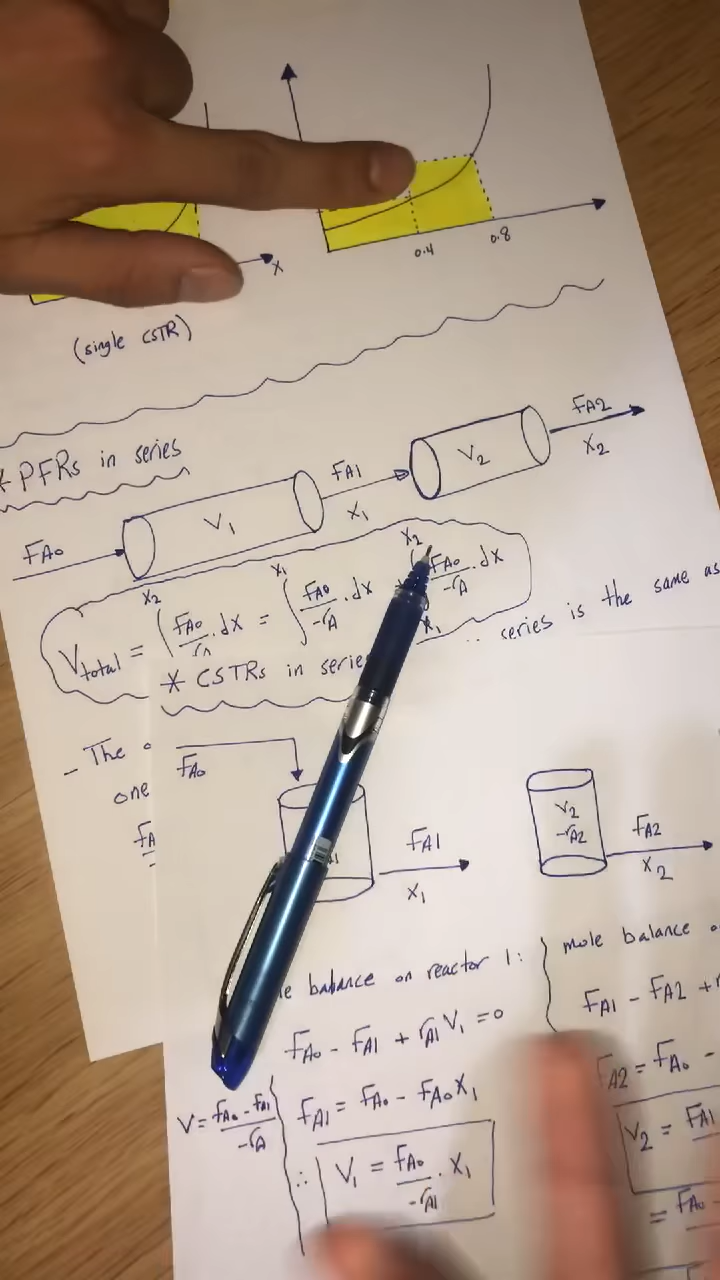 X
0.4
0.8
(single CSTR)
* PFRs in series
FA0
V1
FA1
X1
V2
FA2
X2
Vtotal = ∫ X2 FA0/-rA . dX = ∫ X1 FA0/-rA . dX ∫ X2 X1 FA0/-rA . dX
series is the same as
- The
one
* CSTRs in series
FA0
FA1
X1
V2
-rA2
FA2
X2
balance on reactor 1:
FA0 - FA1 + rA1 V1 = 0
V = FA0 - FA1 / -rA
FA1 = FA0 - FA0 X1
∴ V1 = FA0 / -rA1 . X1
mole balance
FA1 - FA2 +
FA2 = FA0 -
V2 = FA1
= FA0